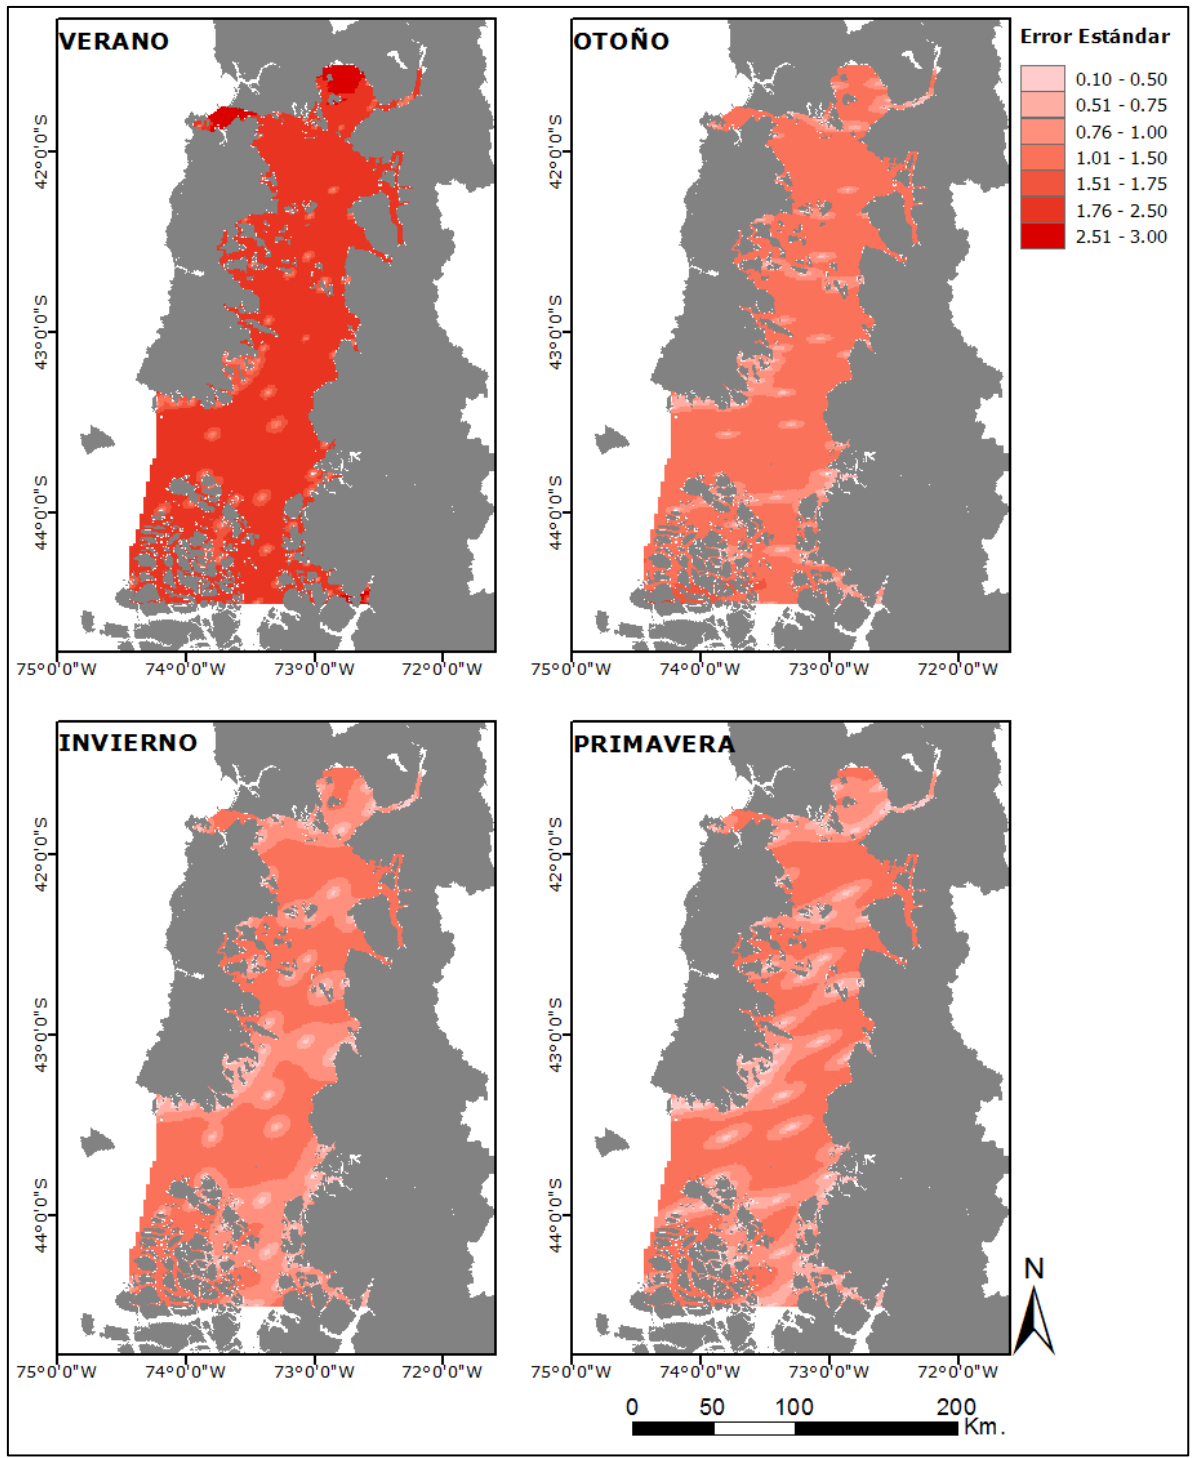 VERANO
OTOÑO
Error Estándar
0.10 - 0.50
0.51 - 0.75
0.76 - 1.00
1.01 - 1.50
1.51 - 1.75
1.76 - 2.50
2.51 - 3.00
42°0'0"S
43°0'0"S
44°0'0"S
42°0'0"S
43°0'0"S
44°0'0"S
75°0'0"W 74°0'0"W 73°0'0"W 72°0'0"W
75°0'0"W 74°0'0"W 73°0'0"W 72°0'0"W
INVIERNO
PRIMAVERA
42°0'0"S
43°0'0"S
44°0'0"S
42°0'0"S
43°0'0"S
44°0'0"S
75°0'0"W 74°0'0"W 73°0'0"W 72°0'0"W
75°0'0"W 74°0'0"W 73°0'0"W 72°0'0"W
N
0 50 100 200
Km.